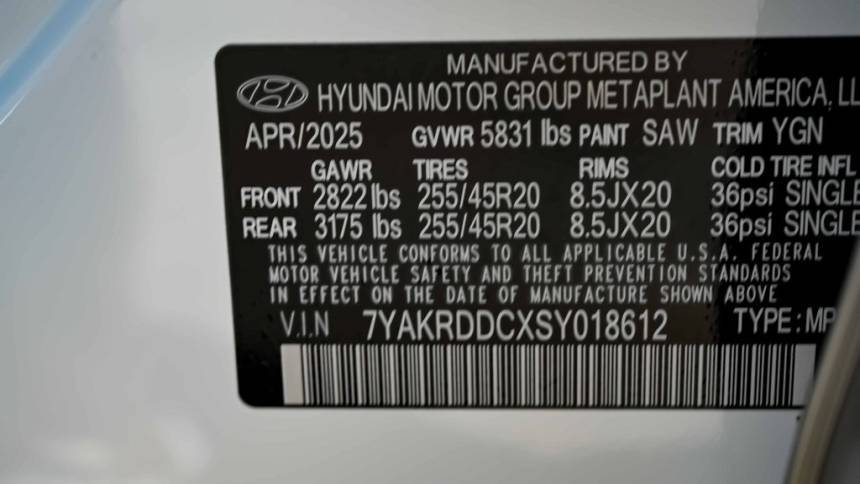 MANUFACTURED BY
HYUNDAI MOTOR GROUP METAPLANT AMERICA, LL
APR/2025 GVWR 5831 lbs PAINT SAW TRIM YGN
GAWR TIRES RIMS COLD TIRE INFL
FRONT 2822 lbs 255/45R20 8.5JX20 36psi SINGLE
REAR 3175 lbs 255/45R20 8.5JX20 36psi SINGLE
THIS VEHICLE CONFORMS TO ALL APPLICABLE U.S.A. FEDERAL
MOTOR VEHICLE SAFETY AND THEFT PREVENTION STANDARDS
IN EFFECT ON THE DATE OF MANUFACTURE SHOWN ABOVE
V.I.N 7YAKRDDCXSY018612 TYPE:MP